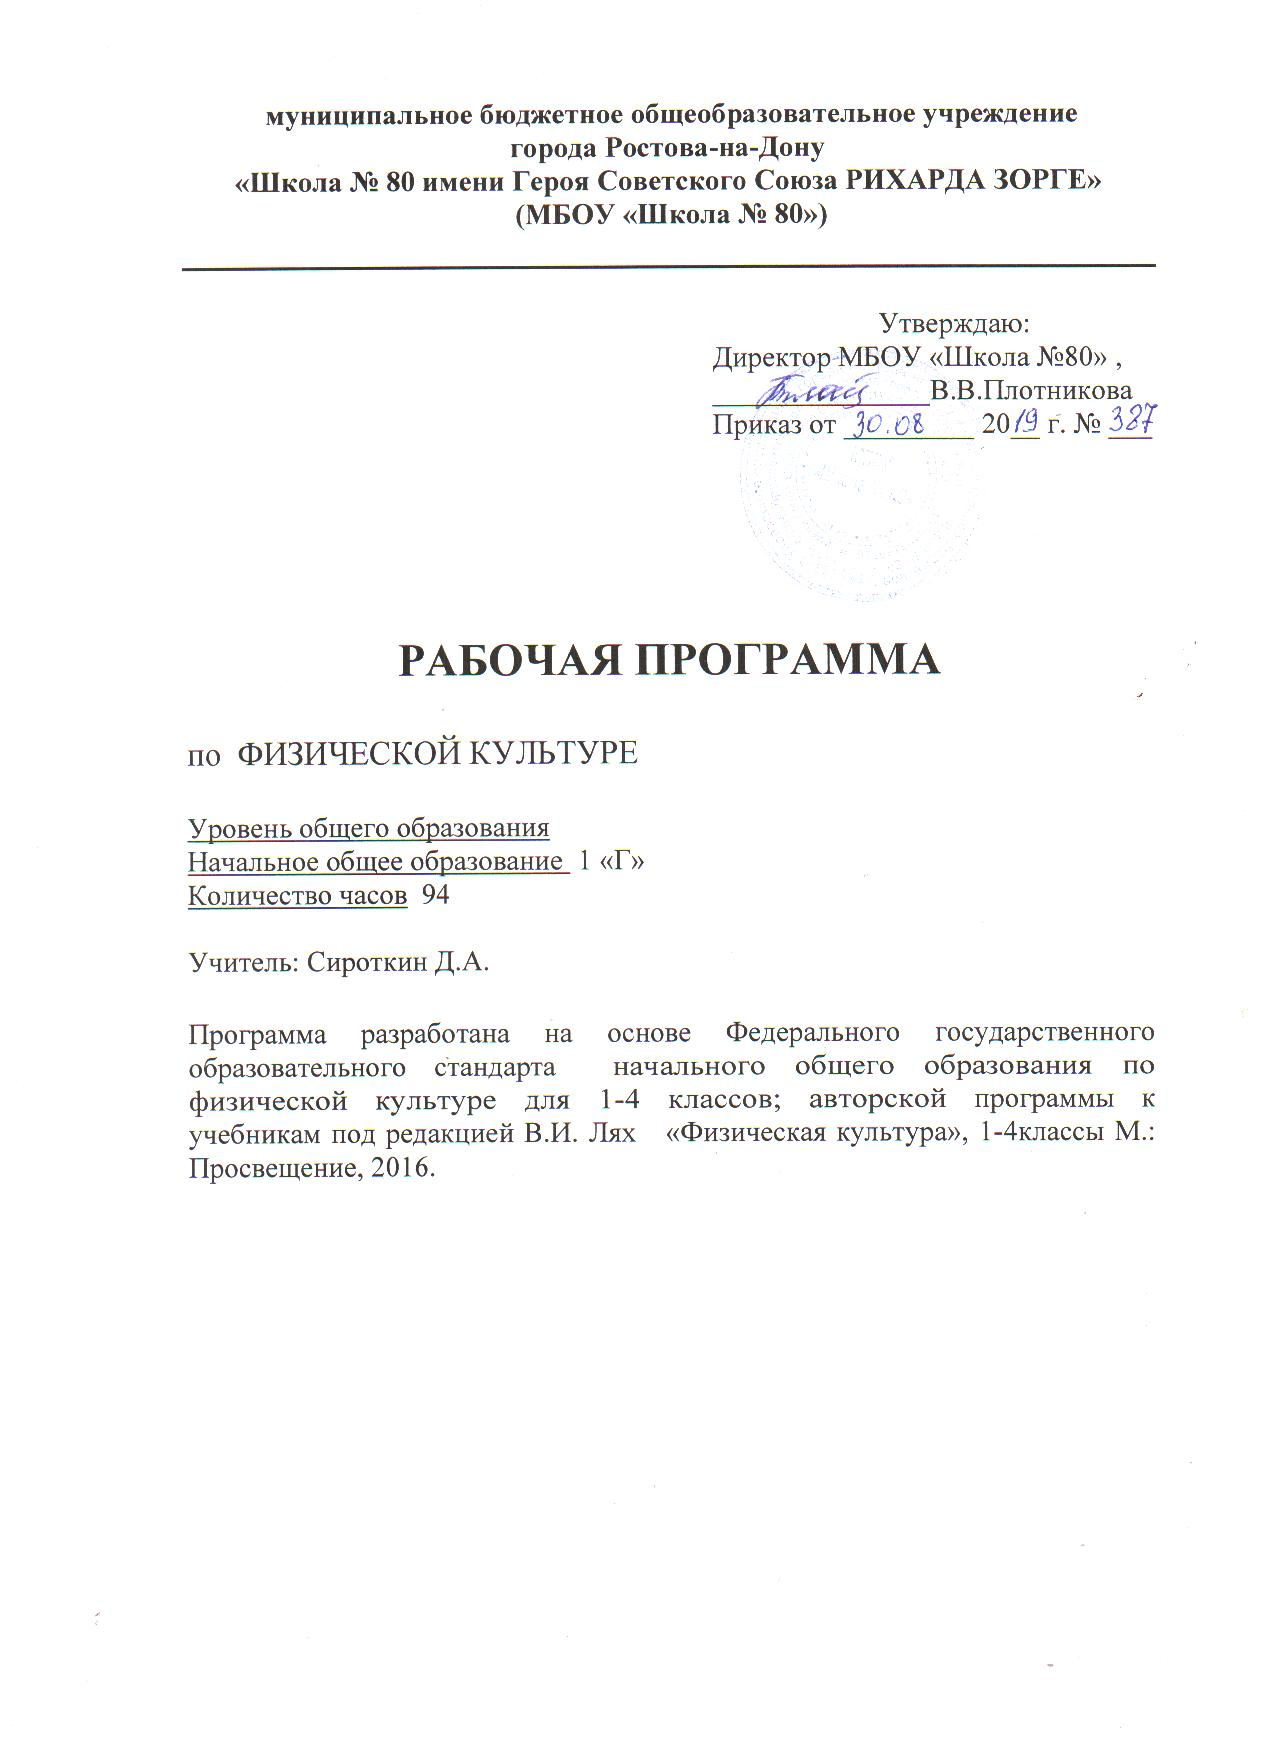 муниципальное бюджетное общеобразовательное учреждение
города Ростова-на-Дону
«Школа № 80 имени Героя Советского Союза РИХАРДА ЗОРГЕ»
(МБОУ «Школа № 80»)
Утверждаю:
Директор МБОУ «Школа №80» ,
В.В.Плотникова
Приказ от 30.08 2019 г. № 387
РАБОЧАЯ ПРОГРАММА
по ФИЗИЧЕСКОЙ КУЛЬТУРЕ
Уровень общего образования
Начальное общее образование 1 «Г»
Количество часов 94
Учитель: Сироткин Д.А.
Программа разработана на основе Федерального государственного
образовательного стандарта начального общего образования по
физической культуре для 1-4 классов; авторской программы к
учебникам под редакцией В.И. Лях «Физическая культура», 1-4классы М.:
Просвещение, 2016.